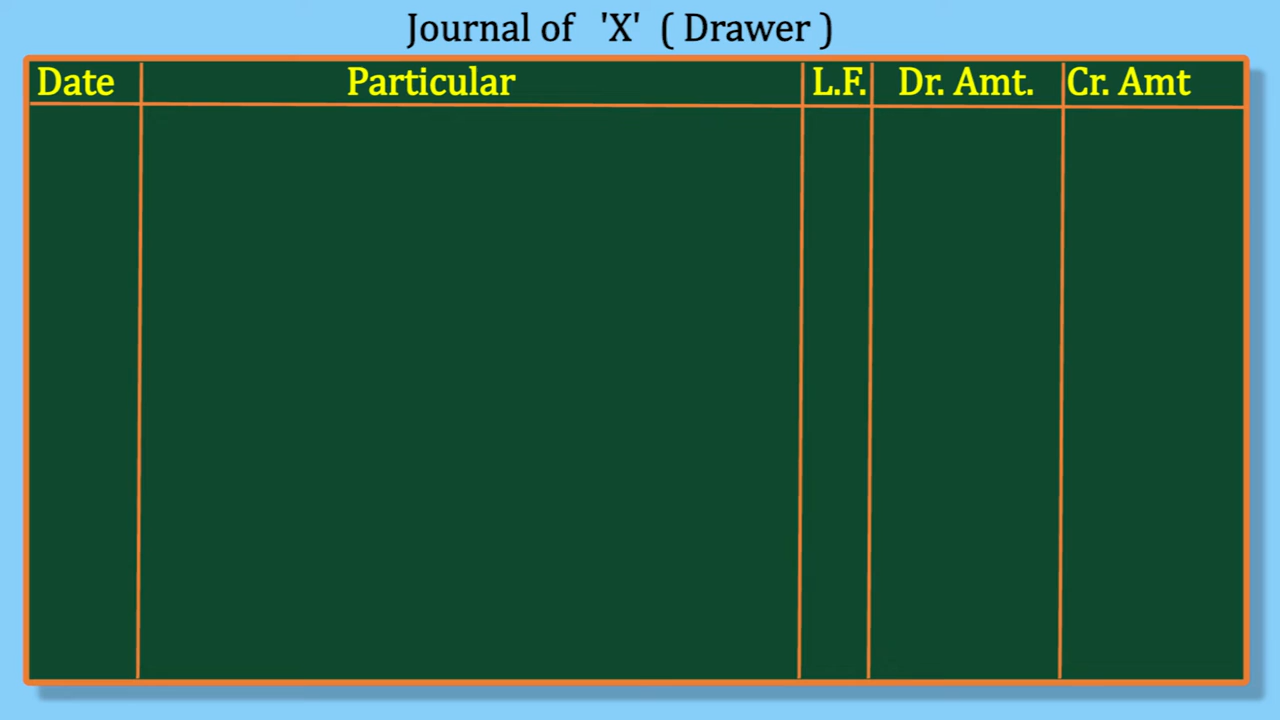 Journal of 'X' ( Drawer )
Date Particular L.F. Dr. Amt. Cr. Amt